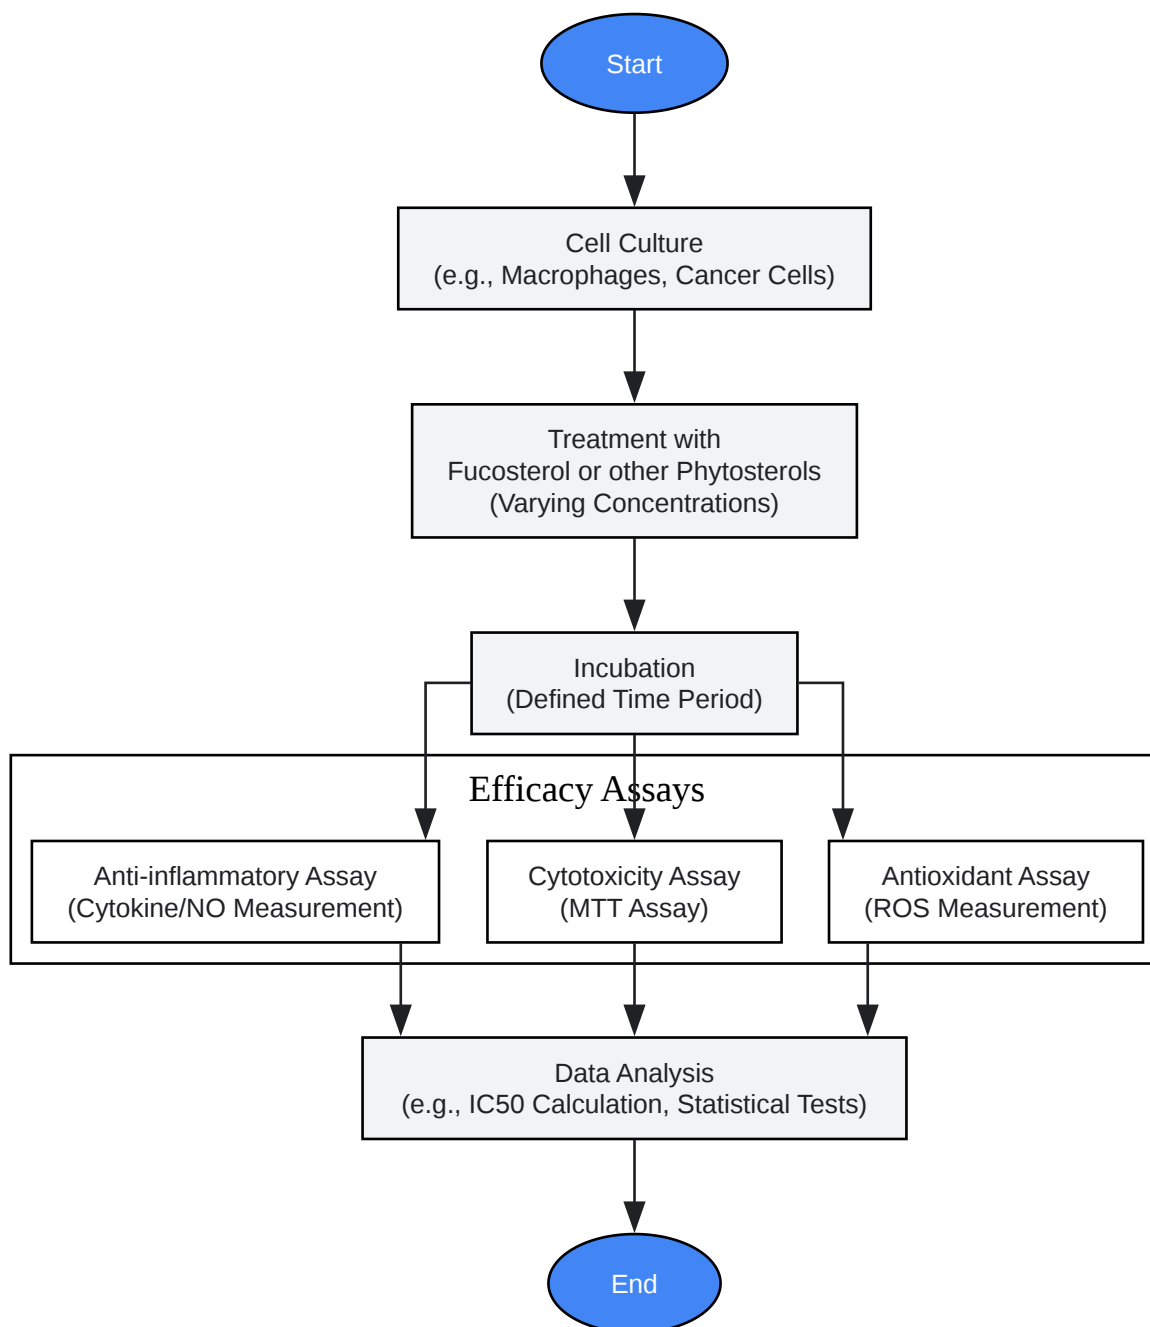 Start
Cell Culture
(e.g., Macrophages, Cancer Cells)
Treatment with
Fucosterol or other Phytosterols
(Varying Concentrations)
Incubation
(Defined Time Period)
Efficacy Assays
Anti-inflammatory Assay
(Cytokine/NO Measurement)
Cytotoxicity Assay
(MTT Assay)
Antioxidant Assay
(ROS Measurement)
Data Analysis
(e.g., IC50 Calculation, Statistical Tests)
End